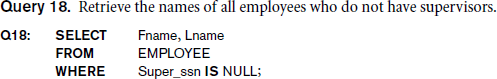 Query 18. Retrieve the names of all employees who do not have supervisors.
Q18: SELECT Fname, Lname
FROM EMPLOYEE
WHERE Super_ssn IS NULL;